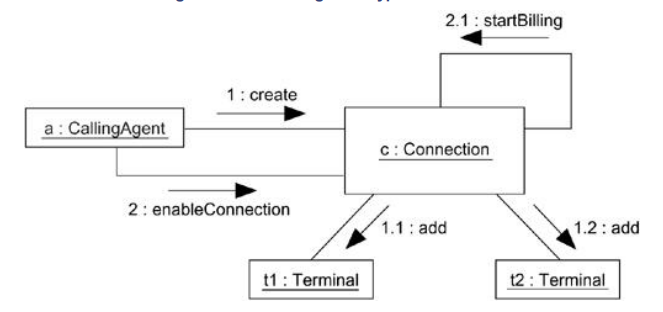 2.1 : startBilling
1 : create
a : CallingAgent
c : Connection
2 : enableConnection
1.1 : add
1.2 : add
t1 : Terminal
t2 : Terminal